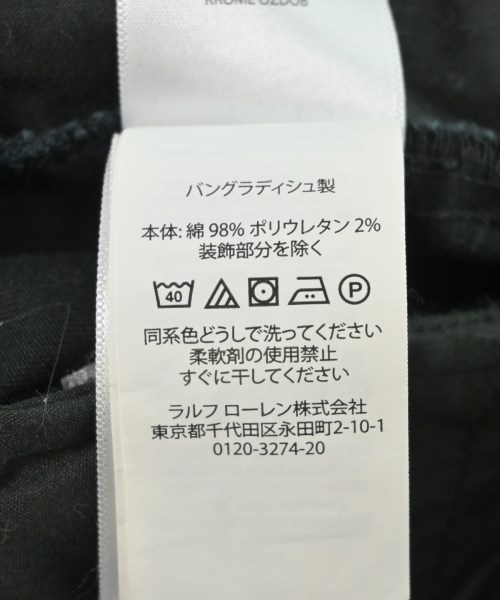 バングラディシュ製
本体: 綿 98% ポリウレタン 2%
装飾部分を除く
40 P
同系色どうしで洗ってください
柔軟剤の使用禁止
すぐに干してください
ラルフ ローレン株式会社
東京都千代田区永田町2-10-1
0120-3274-20